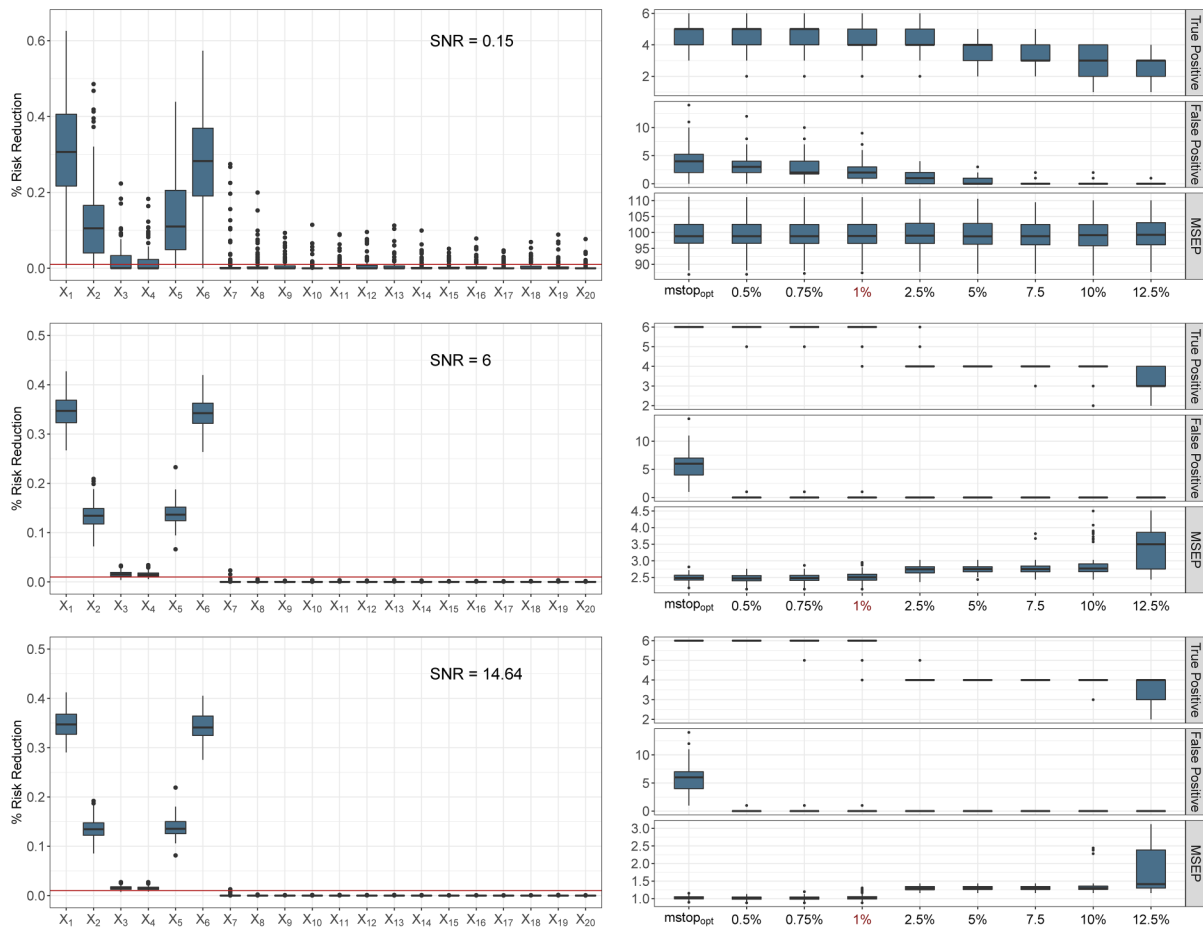 % Risk Reduction
0.6
0.4
0.2
0.0
SNR = 0.15
X1 X2 X3 X4 X5 X6 X7 X8 X9 X10 X11 X12 X13 X14 X15 X16 X17 X18 X19 X20
6
4
2
True Positive
10
5
0
False Positive
110
105
100
95
90
MSEP
mstopopt 0.5% 0.75% 1% 2.5% 5% 7.5 10% 12.5%
% Risk Reduction
0.5
0.4
0.3
0.2
0.1
0.0
SNR = 6
X1 X2 X3 X4 X5 X6 X7 X8 X9 X10 X11 X12 X13 X14 X15 X16 X17 X18 X19 X20
6
5
4
3
2
True Positive
10
5
0
False Positive
4.5
4.0
3.5
3.0
2.5
MSEP
mstopopt 0.5% 0.75% 1% 2.5% 5% 7.5 10% 12.5%
% Risk Reduction
0.5
0.4
0.3
0.2
0.1
0.0
SNR = 14.64
X1 X2 X3 X4 X5 X6 X7 X8 X9 X10 X11 X12 X13 X14 X15 X16 X17 X18 X19 X20
6
5
4
3
2
True Positive
10
5
0
False Positive
3.0
2.5
2.0
1.5
1.0
MSEP
mstopopt 0.5% 0.75% 1% 2.5% 5% 7.5 10% 12.5%